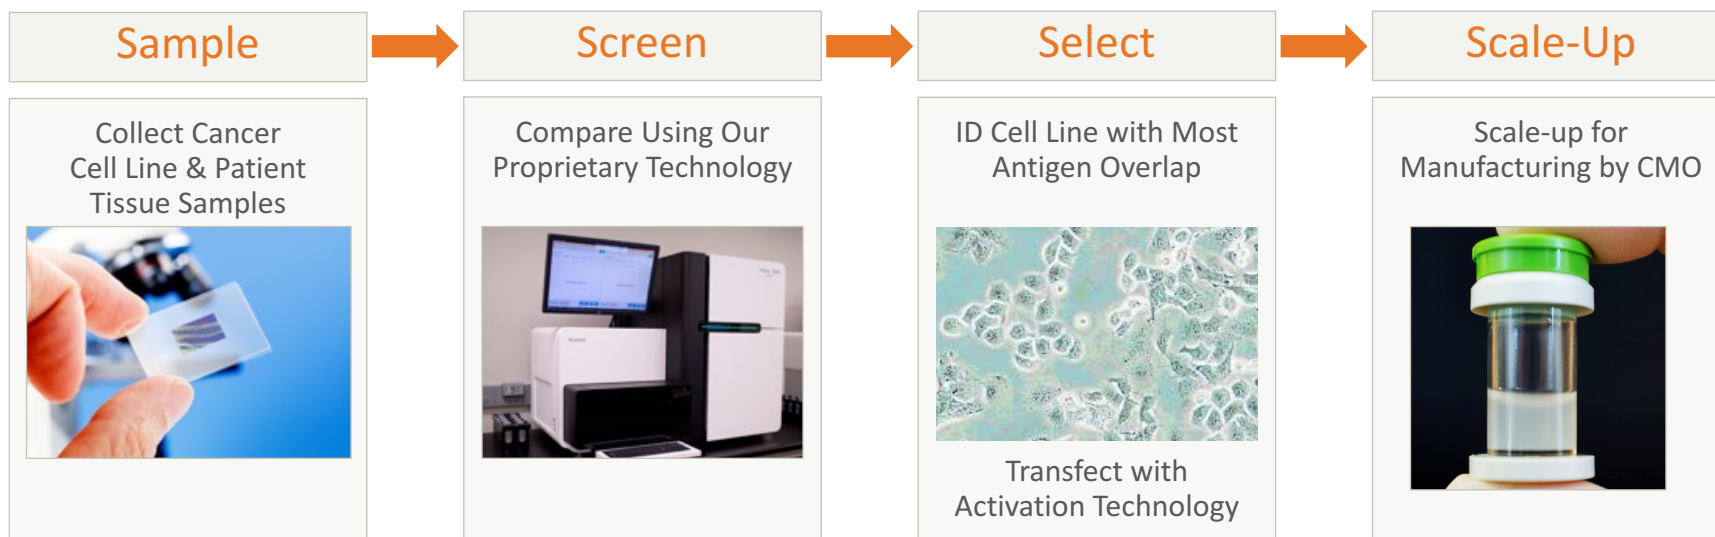 Sample
Screen
Select
Scale-Up
Collect Cancer
Cell Line & Patient
Tissue Samples
Compare Using Our
Proprietary Technology
ID Cell Line with Most
Antigen Overlap
Transfect with
Activation Technology
Scale-up for
Manufacturing by CMO